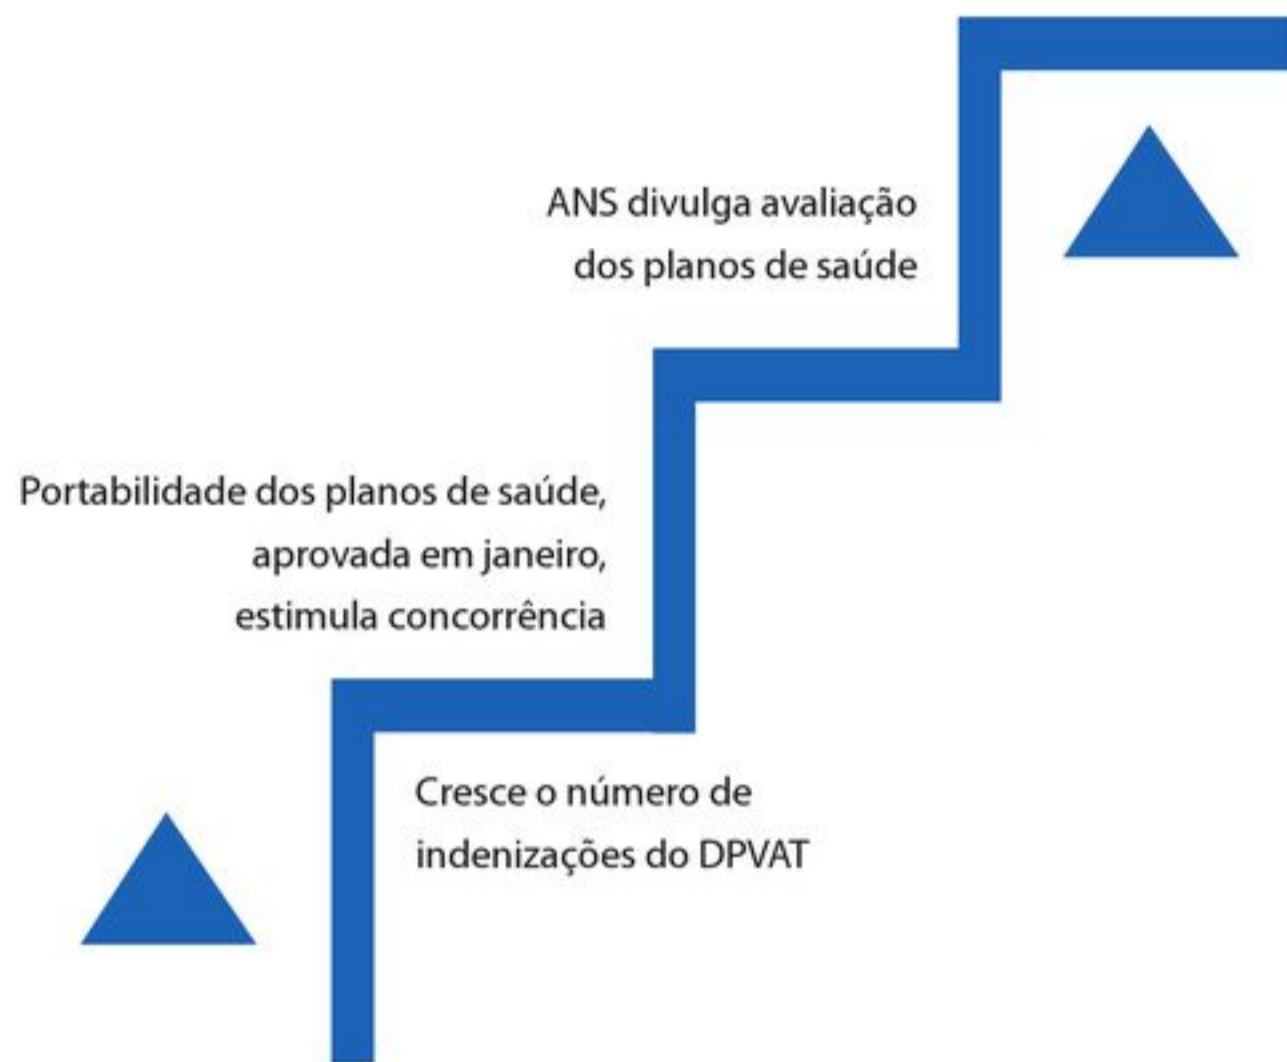 ANS divulga avaliação
dos planos de saúde
Portabilidade dos planos de saúde,
aprovada em janeiro,
estimula concorrência
Cresce o número de
indenizações do DPVAT